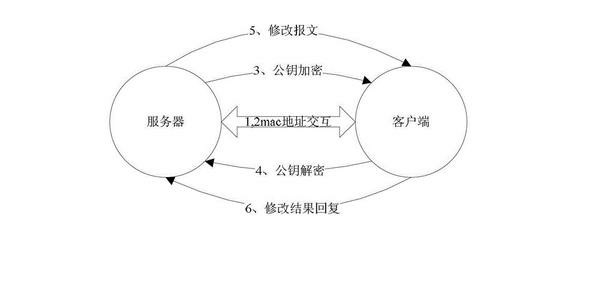 5、修改报文
3、公钥加密
服务器
1,2mac地址交互
客户端
4、公钥解密
6、修改结果回复